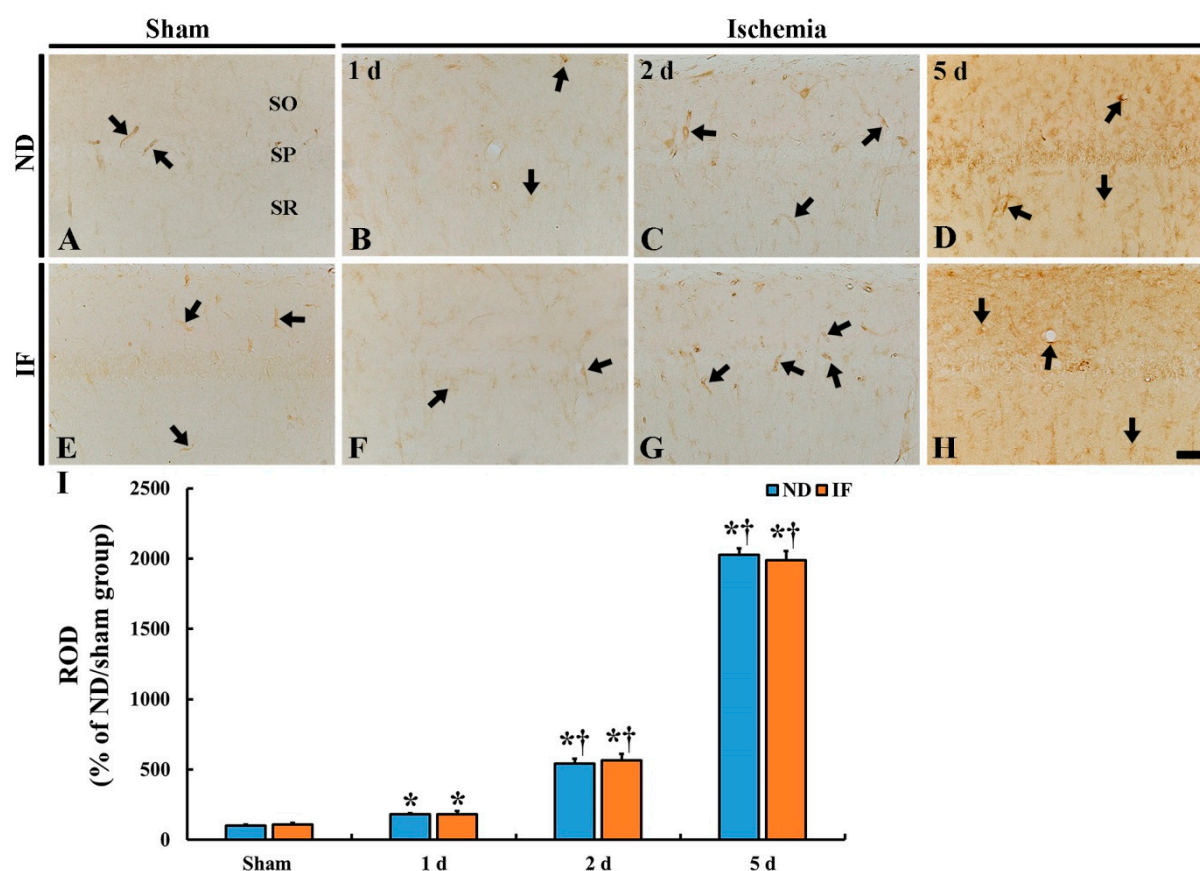 Sham Ischemia
ND 1 d 2 d 5 d
SO
SP
SR
A B C D
IF
E F G H
I
2500
ND IF
2000
1500
1000
500
0
ROD
(% of ND/sham group)
* * *† *† *† *†
Sham 1 d 2 d 5 d